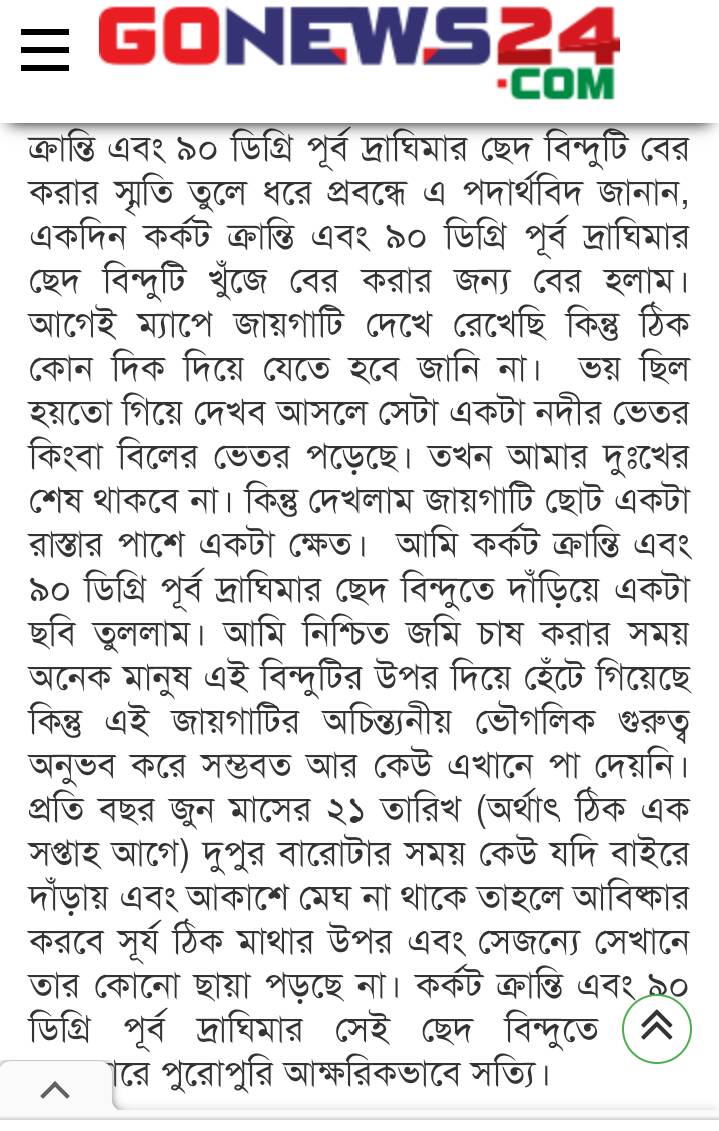 GONEWS24
.COM
ক্রান্তি এবং ৯০ ডিগ্রি পূর্ব দ্রাঘিমার ছেদ বিন্দুটি বের
করার স্মৃতি তুলে ধরে প্রবন্ধে এ পদার্থবিদ জানান,
একদিন কর্কট ক্রান্তি এবং ৯০ ডিগ্রি পূর্ব দ্রাঘিমার
ছেদ বিন্দুটি খুঁজে বের করার জন্য বের হলাম।
আগেই ম্যাপে জায়গাটি দেখে রেখেছি কিন্তু ঠিক
কোন দিক দিয়ে যেতে হবে জানি না। ভয় ছিল
হয়তো গিয়ে দেখব আসলে সেটা একটা নদীর ভেতর
কিংবা বিলের ভেতর পড়েছে। তখন আমার দুঃখের
শেষ থাকবে না। কিন্তু দেখলাম জায়গাটি ছোট একটা
রাস্তার পাশে একটা ক্ষেত। আমি কর্কট ক্রান্তি এবং
৯০ ডিগ্রি পূর্ব দ্রাঘিমার ছেদ বিন্দুতে দাঁড়িয়ে একটা
ছবি তুললাম। আমি নিশ্চিত জমি চাষ করার সময়
অনেক মানুষ এই বিন্দুটির উপর দিয়ে হেঁটে গিয়েছে
কিন্তু এই জায়গাটির অচিন্ত্যনীয় ভৌগলিক গুরুত্ব
অনুভব করে সম্ভবত আর কেউ এখানে পা দেয়নি।
প্রতি বছর জুন মাসের ২১ তারিখ (অর্থাৎ ঠিক এক
সপ্তাহ আগে) দুপুর বারোটার সময় কেউ যদি বাইরে
দাঁড়ায় এবং আকাশে মেঘ না থাকে তাহলে আবিষ্কার
করবে সূর্য ঠিক মাথার উপর এবং সেজন্যে সেখানে
তার কোনো ছায়া পড়ছে না। কর্কট ক্রান্তি এবং ৯০
ডিগ্রি পূর্ব দ্রাঘিমার সেই ছেদ বিন্দুতে
পুরোপুরি আক্ষরিকভাবে সত্যি।